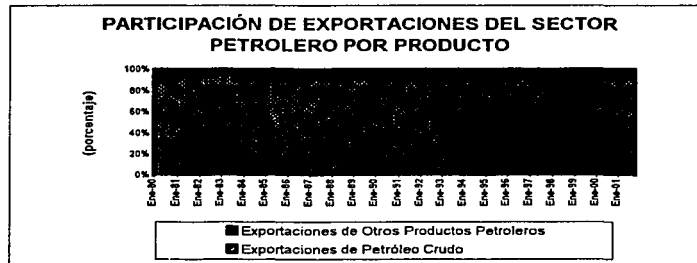 PARTICIPACIÓN DE EXPORTACIONES DEL SECTOR
PETROLERO POR PRODUCTO
(porcentaje)
100%
80%
60%
40%
20%
0%
Ene-80
Ene-81
Ene-82
Ene-83
Ene-84
Ene-85
Ene-86
Ene-87
Ene-88
Ene-89
Ene-90
Ene-91
Ene-92
Ene-93
Ene-94
Ene-95
Ene-96
Ene-97
Ene-98
Ene-99
Ene-00
Ene-01
Exportaciones de Otros Productos Petroleros
Exportaciones de Petróleo Crudo